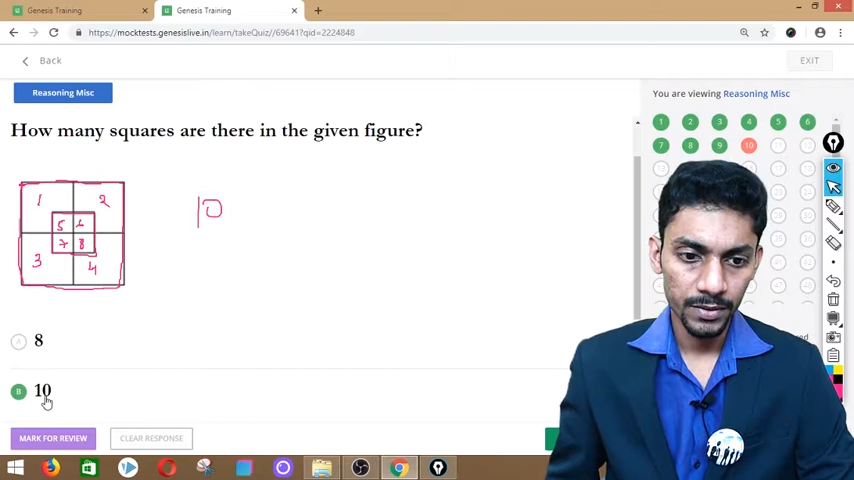 Genesis Training
Genesis Training
https://mocktests.genesislive.in/learn/takeQuiz//69641?qid=2224848
Back
EXIT
Reasoning Misc
You are viewing Reasoning Misc
How many squares are there in the given figure?
1 2 3 4 5 6
7 8 9 10
1 2
5 6
7 8
3 4
10
A 8
B 10
MARK FOR REVIEW
CLEAR RESPONSE